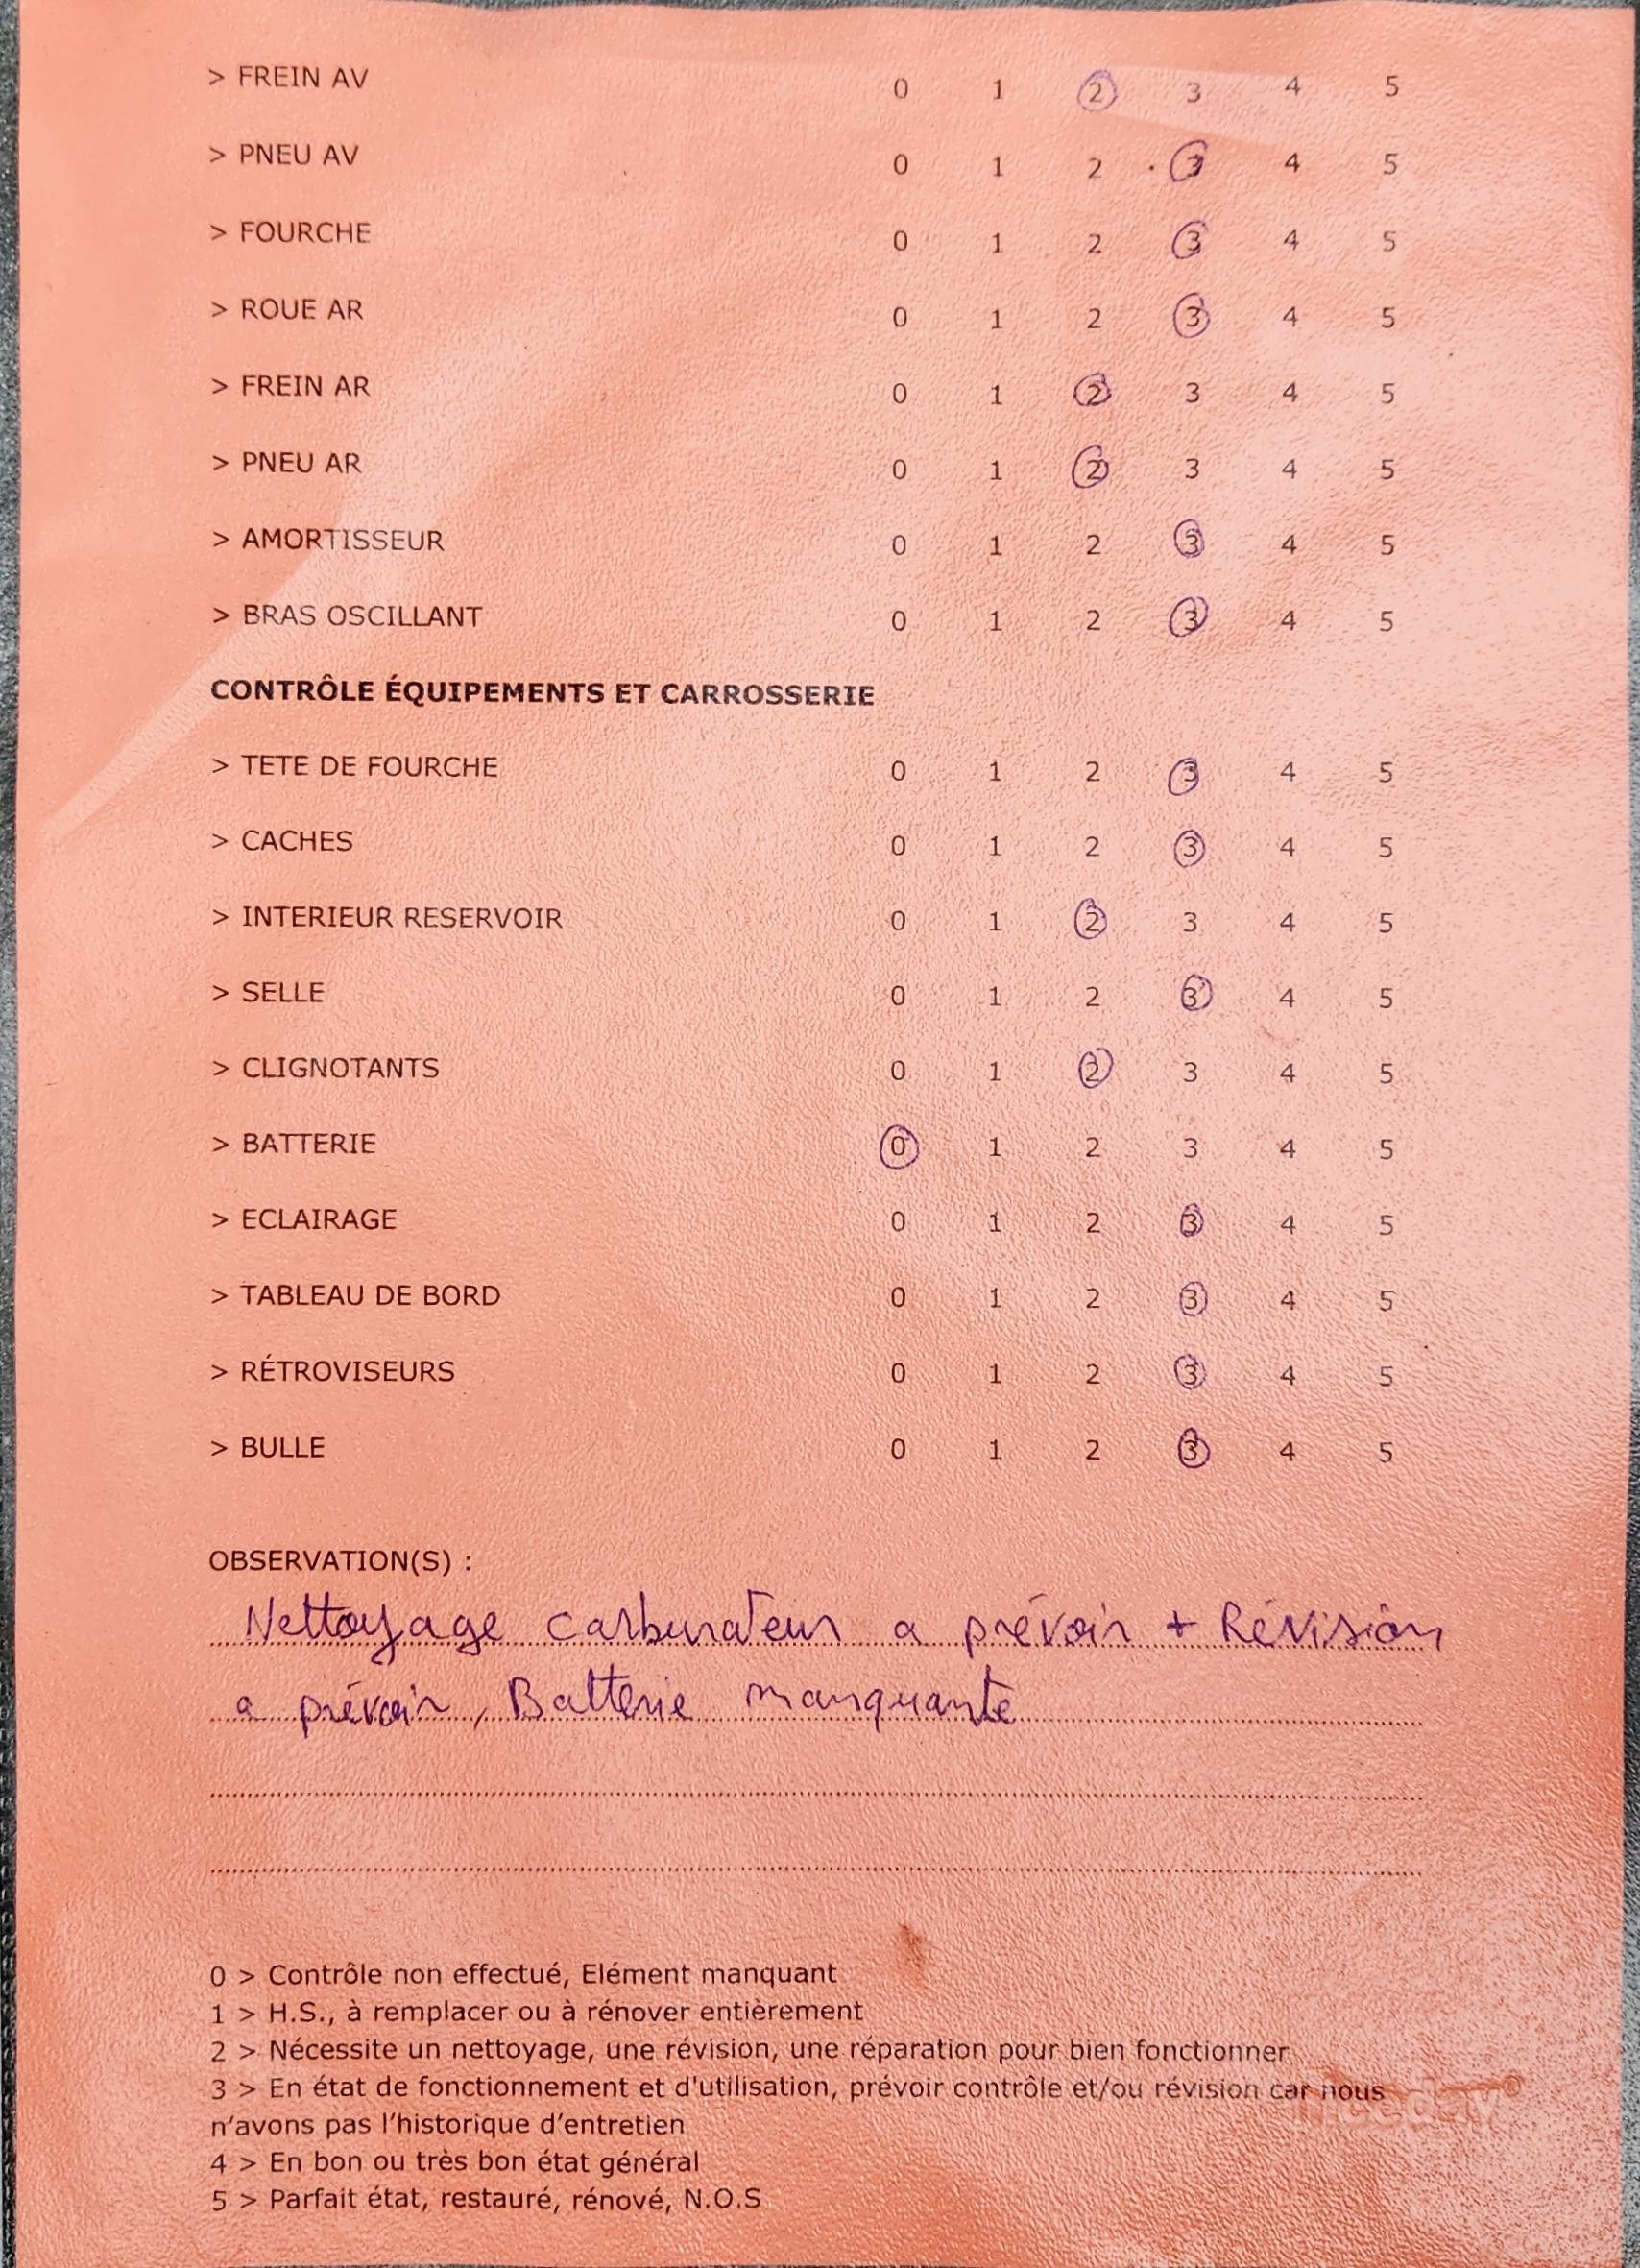 > FREIN AV 0 1 2 3 4 5
> PNEU AV 0 1 2 3 4 5
> FOURCHE 0 1 2 3 4 5
> ROUE AR 0 1 2 3 4 5
> FREIN AR 0 1 2 3 4 5
> PNEU AR 0 1 2 3 4 5
> AMORTISSEUR 0 1 2 3 4 5
> BRAS OSCILLANT 0 1 2 3 4 5
CONTRÔLE ÉQUIPEMENTS ET CARROSSERIE
> TETE DE FOURCHE 0 1 2 3 4 5
> CACHES 0 1 2 3 4 5
> INTERIEUR RESERVOIR 0 1 2 3 4 5
> SELLE 0 1 2 3 4 5
> CLIGNOTANTS 0 1 2 3 4 5
> BATTERIE 0 1 2 3 4 5
> ECLAIRAGE 0 1 2 3 4 5
> TABLEAU DE BORD 0 1 2 3 4 5
> RÉTROVISEURS 0 1 2 3 4 5
> BULLE 0 1 2 3 4 5
OBSERVATION(S) :
Nettoyage carburateur a prévoir + Révision
a prévoir, Batterie manquante
0 > Contrôle non effectué, Elément manquant
1 > H.S., à remplacer ou à rénover entièrement
2 > Nécessite un nettoyage, une révision, une réparation pour bien fonctionner
3 > En état de fonctionnement et d'utilisation, prévoir contrôle et/ou révision car nous
n'avons pas l'historique d'entretien
4 > En bon ou très bon état général
5 > Parfait état, restauré, rénové, N.O.S
niceday®